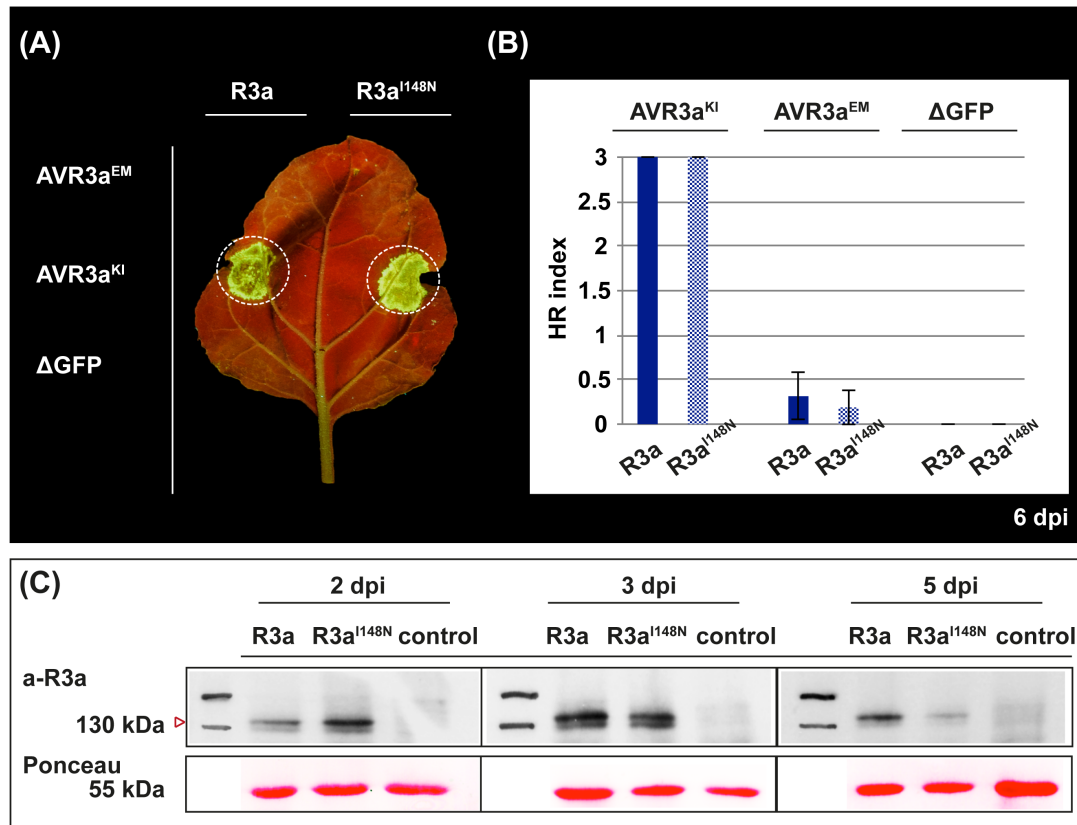 (A)
R3a R3aᴵ¹⁴⁸ᴺ
AVR3aᴱᴹ
AVR3aᴷᴵ
ΔGFP
(B)
AVR3aᴷᴵ AVR3aᴱᴹ ΔGFP
HR index
3
2.5
2
1.5
1
0.5
0
R3a R3aᴵ¹⁴⁸ᴺ R3a R3aᴵ¹⁴⁸ᴺ R3a R3aᴵ¹⁴⁸ᴺ
6 dpi
(C)
2 dpi 3 dpi 5 dpi
R3a R3aᴵ¹⁴⁸ᴺ control R3a R3aᴵ¹⁴⁸ᴺ control R3a R3aᴵ¹⁴⁸ᴺ control
a-R3a
130 kDa
Ponceau
55 kDa